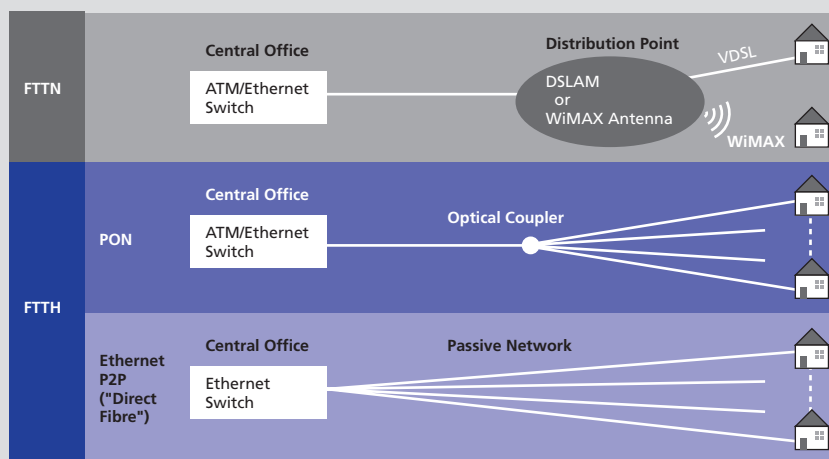 FTTN
Central Office
ATM/Ethernet
Switch
Distribution Point
DSLAM
or
WiMAX Antenna
VDSL
WiMAX
FTTH
PON
Central Office
ATM/Ethernet
Switch
Optical Coupler
Ethernet
P2P
("Direct
Fibre")
Central Office
Ethernet
Switch
Passive Network